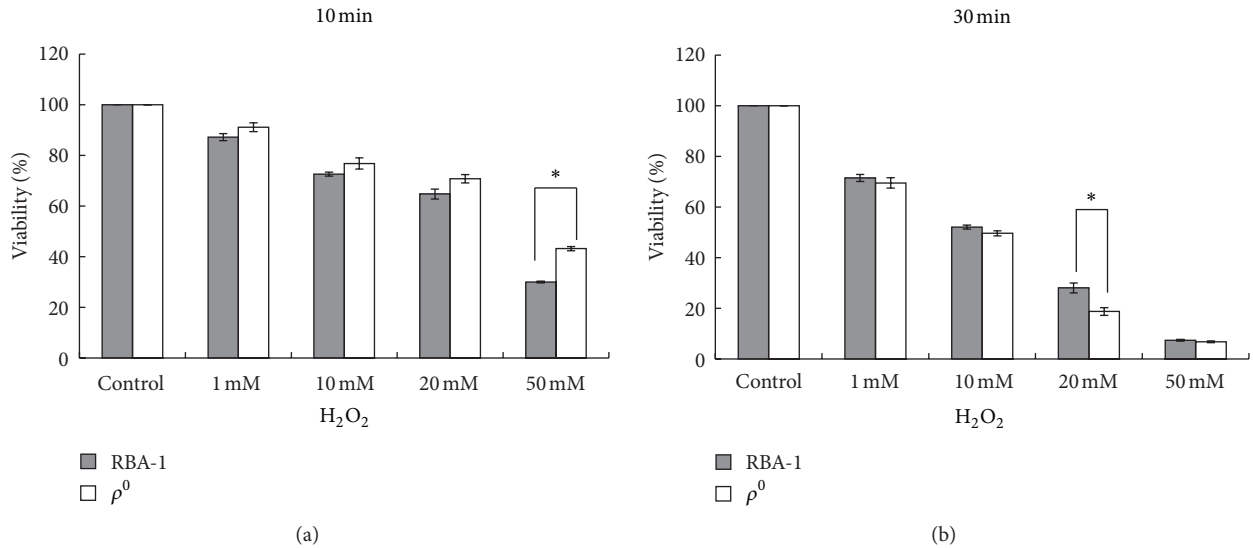 10 min
120
100
80
60
40
20
0
Viability (%)
*
Control 1 mM 10 mM 20 mM 50 mM
H₂O₂
RBA-1
ρ⁰
(a)
30 min
120
100
80
60
40
20
0
Viability (%)
*
Control 1 mM 10 mM 20 mM 50 mM
H₂O₂
RBA-1
ρ⁰
(b)